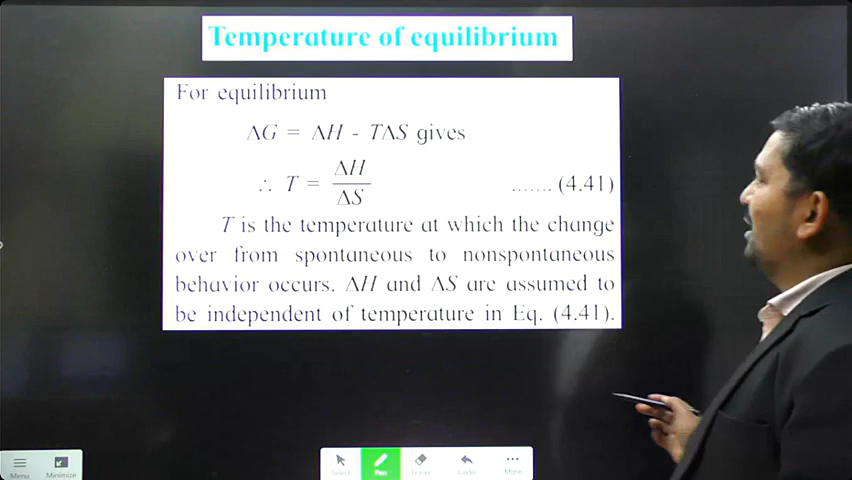 Temperature of equilibrium
For equilibrium
ΔG = ΔH - TΔS gives
∴ T = ΔH/ΔS ...... (4.41)
T is the temperature at which the change
over from spontaneous to nonspontaneous
behavior occurs. ΔH and ΔS are assumed to
be independent of temperature in Eq. (4.41).
Menu Minimize Select Pen Eraser Undo More